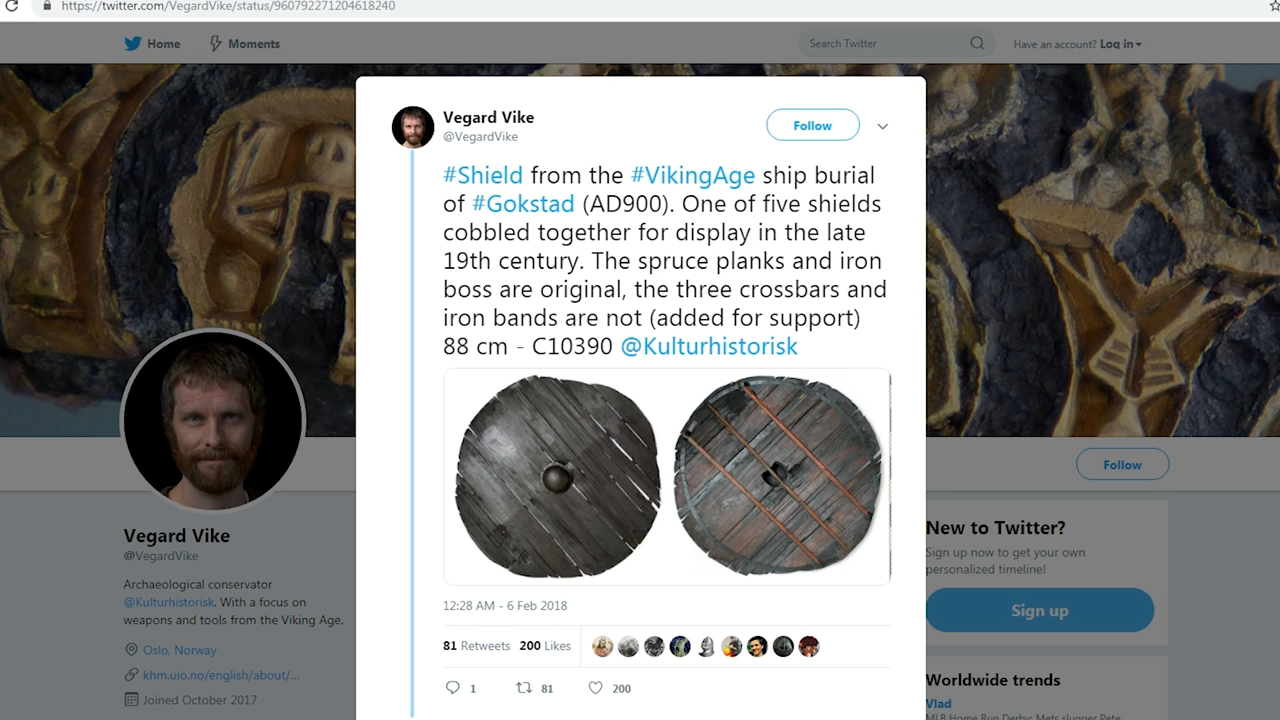 https://twitter.com/VegardVike/status/960792271204618240
Home
Moments
Search Twitter
Have an account? Log in
Vegard Vike
@VegardVike
Follow
#Shield from the #VikingAge ship burial
of #Gokstad (AD900). One of five shields
cobbled together for display in the late
19th century. The spruce planks and iron
boss are original, the three crossbars and
iron bands are not (added for support)
88 cm - C10390 @Kulturhistorisk
12:28 AM - 6 Feb 2018
81 Retweets 200 Likes
1 81 200
Vegard Vike
@VegardVike
Archaeological conservator
@Kulturhistorisk. With a focus on
weapons and tools from the Viking Age.
Oslo, Norway
khm.uio.no/english/about/...
Joined October 2017
Follow
New to Twitter?
Sign up now to get your own
personalized timeline!
Sign up
Worldwide trends
Vlad
MLB Home Run Derby: Mets slugger Pete